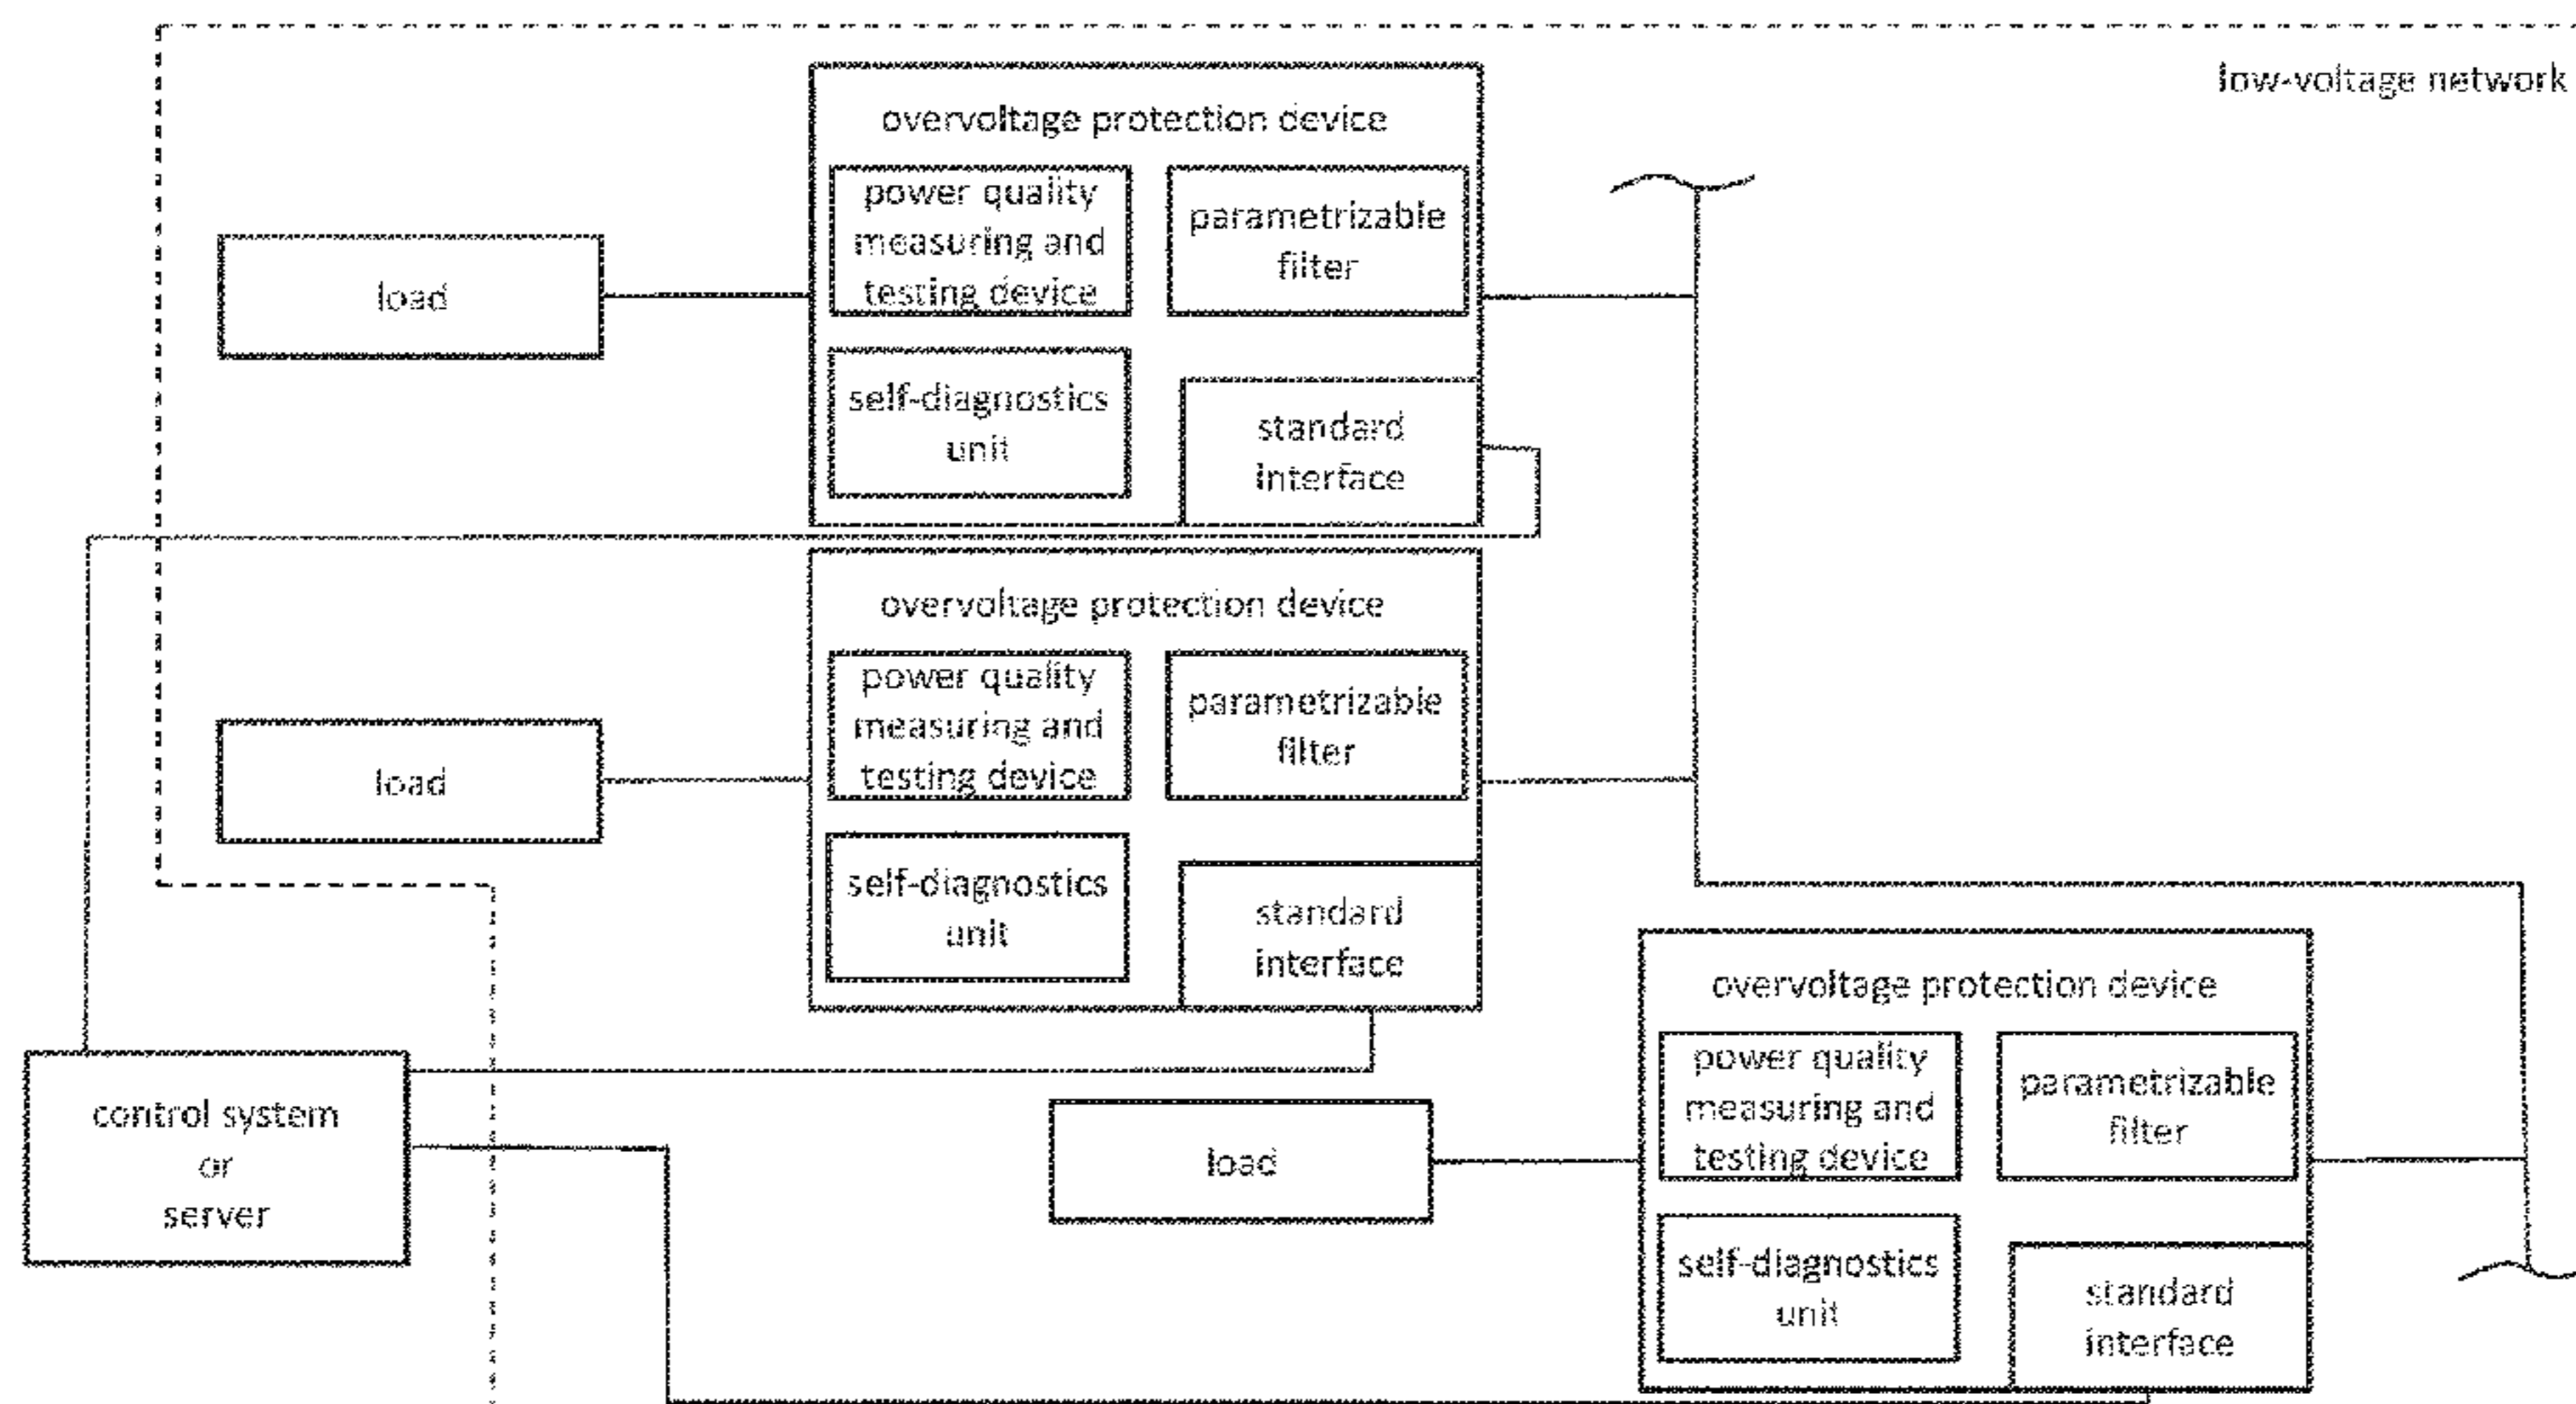 low-voltage network
overvoltage protection device
power quality
measuring and
testing device
parametrizable
filter
load
self-diagnostics
unit
standard
interface
overvoltage protection device
power quality
measuring and
testing device
parametrizable
filter
load
self-diagnostics
unit
standard
interface
overvoltage protection device
power quality
measuring and
testing device
parametrizable
filter
control system
or
server
load
self-diagnostics
unit
standard
interface